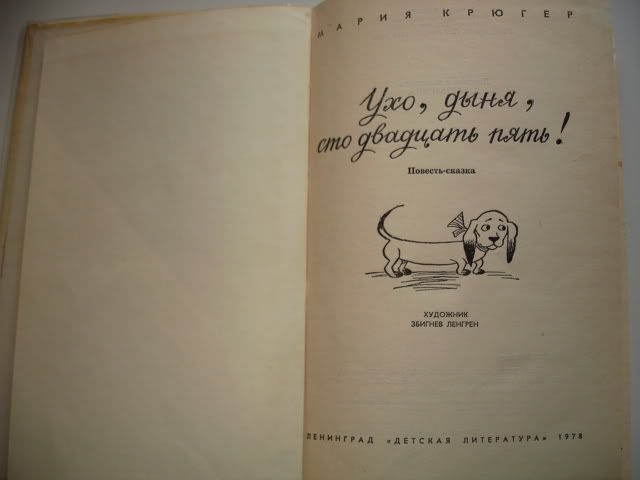 МАРИЯ КРЮГЕР
Ухо, дыня,
сто двадцать пять!
Повесть-сказка
ХУДОЖНИК
ЗБИГНЕВ ЛЕНГРЕН
ЛЕНИНГРАД «ДЕТСКАЯ ЛИТЕРАТУРА» 1978